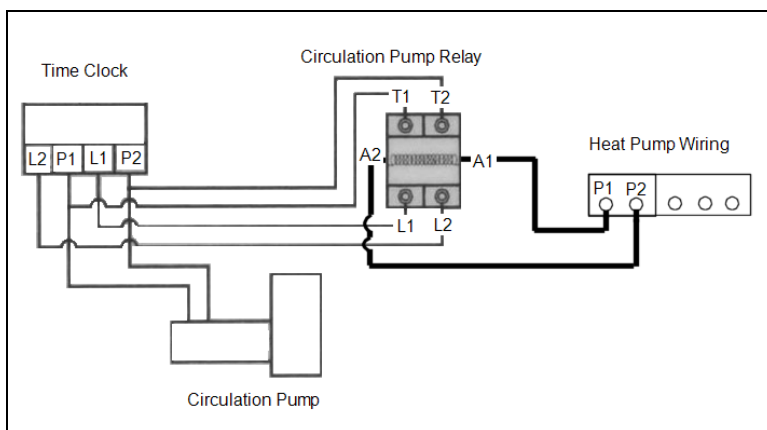 Circulation Pump Relay
Time Clock
T1 T2
L2 P1 L1 P2
A2 A1
Heat Pump Wiring
P1 P2
L1 L2
Circulation Pump